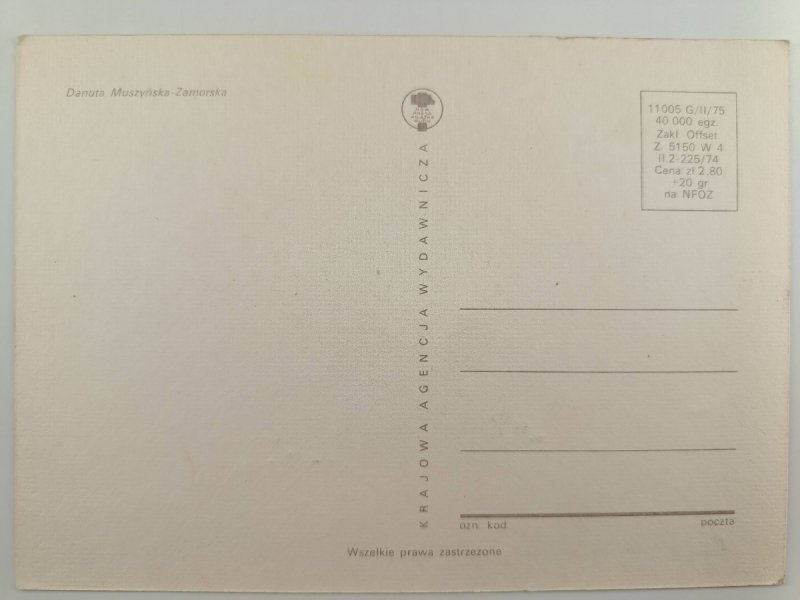 Danuta Muszyńska-Zamorska
KRAJOWA AGENCJA WYDAWNICZA
11005 G/II/75
40 000 egz.
Zakł. Offset
Z. 5150 W 4
II.2-225/74
Cena zł 2.80
+20 gr
na NFOZ
ozn. kod.
poczta
Wszelkie prawa zastrzeżone